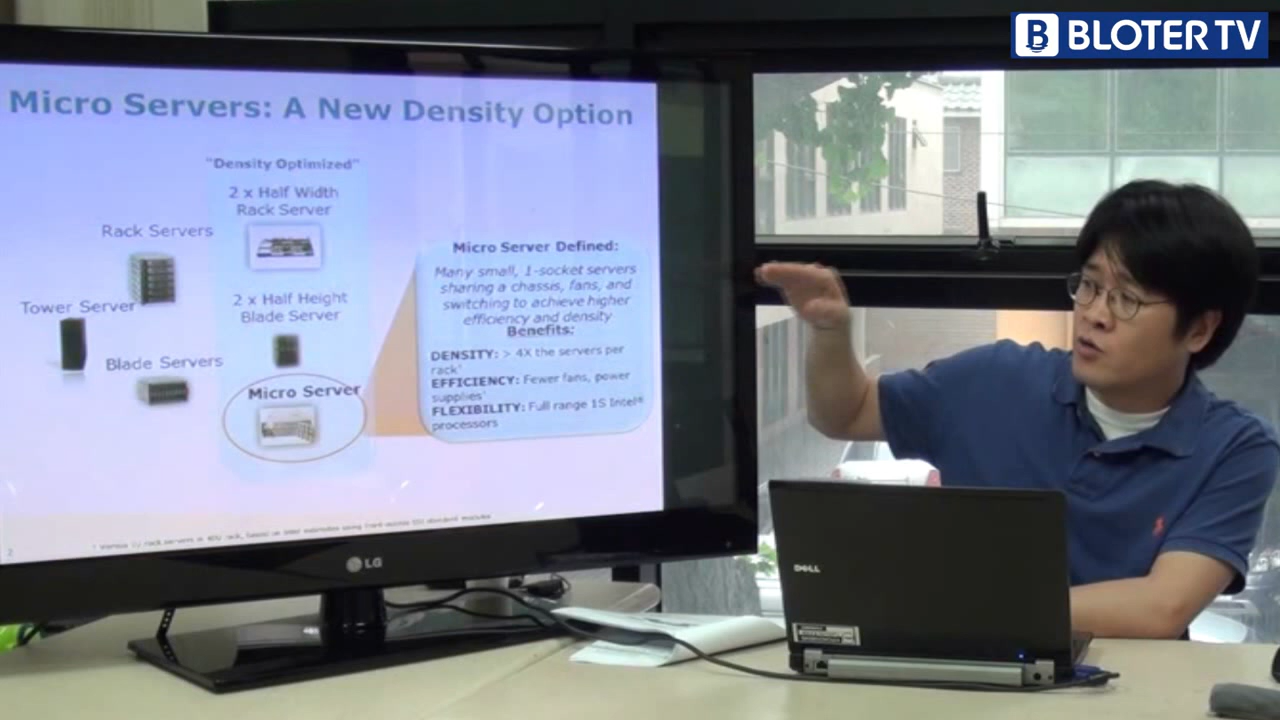 BLOTER TV
Micro Servers: A New Density Option
"Density Optimized"
2 x Half Width
Rack Server
Rack Servers
Tower Server
2 x Half Height
Blade Server
Blade Servers
Micro Server
Micro Server Defined:
Many small, 1-socket servers
sharing a chassis, fans, and
switching to achieve higher
efficiency and density
Benefits:
DENSITY: > 4X the servers per
rack*
EFFICIENCY: Fewer fans, power
supplies*
FLEXIBILITY: Full range 1S Intel®
processors
2
LG
DELL